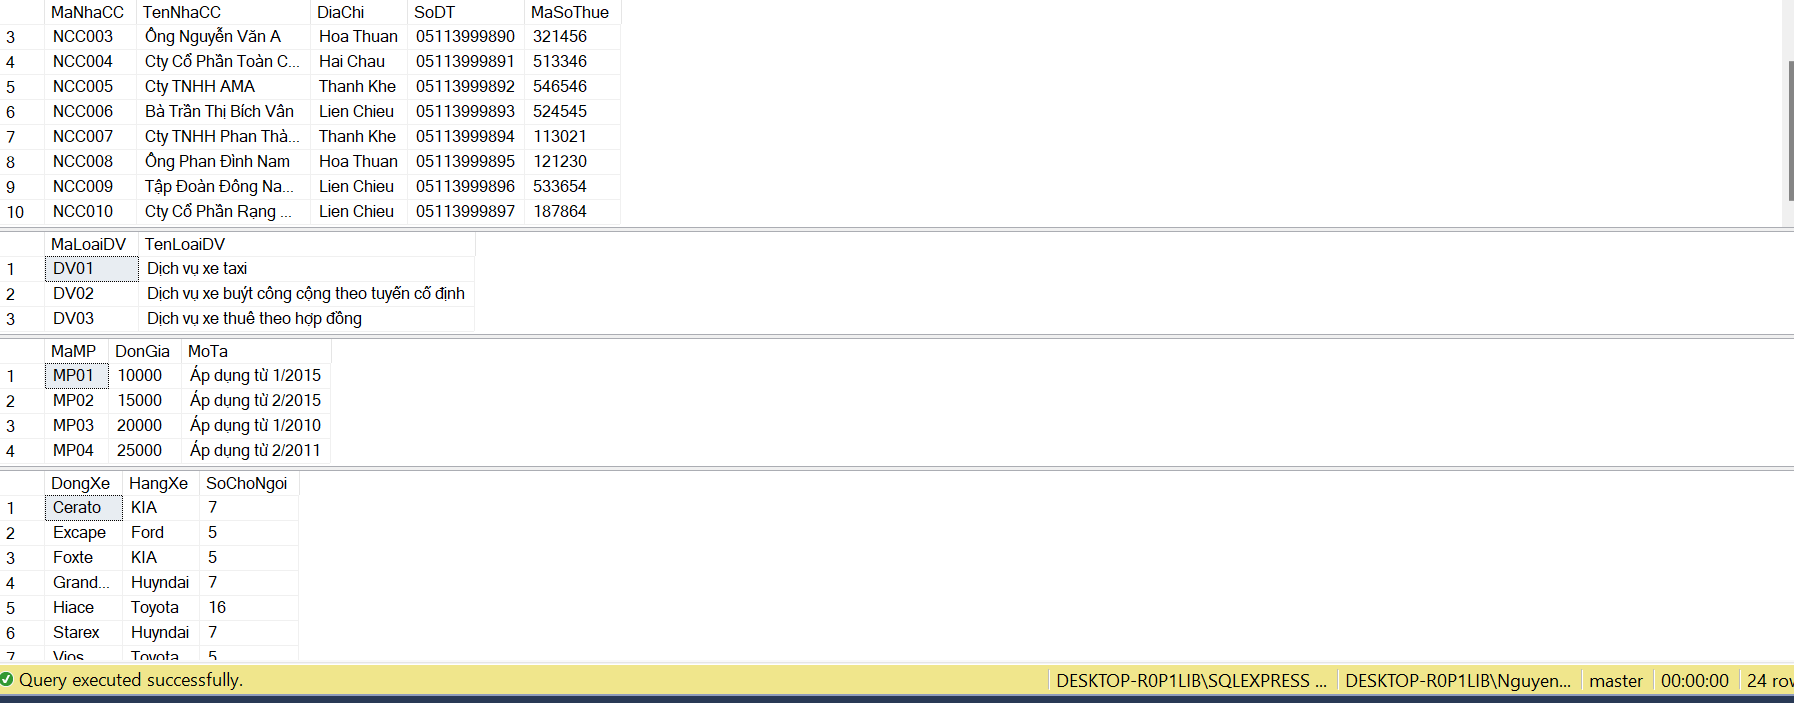 MaNhaCC TenNhaCC DiaChi SoDT MaSoThue
3 NCC003 Ông Nguyễn Văn A Hoa Thuan 05113999890 321456
4 NCC004 Cty Cổ Phần Toàn C... Hai Chau 05113999891 513346
5 NCC005 Cty TNHH AMA Thanh Khe 05113999892 546546
6 NCC006 Bà Trần Thị Bích Vân Lien Chieu 05113999893 524545
7 NCC007 Cty TNHH Phan Thà... Thanh Khe 05113999894 113021
8 NCC008 Ông Phan Đình Nam Hoa Thuan 05113999895 121230
9 NCC009 Tập Đoàn Đông Na... Lien Chieu 05113999896 533654
10 NCC010 Cty Cổ Phần Rạng ... Lien Chieu 05113999897 187864
MaLoaiDV TenLoaiDV
1 DV01 Dịch vụ xe taxi
2 DV02 Dịch vụ xe buýt công cộng theo tuyến cố định
3 DV03 Dịch vụ xe thuê theo hợp đồng
MaMP DonGia MoTa
1 MP01 10000 Áp dụng từ 1/2015
2 MP02 15000 Áp dụng từ 2/2015
3 MP03 20000 Áp dụng từ 1/2010
4 MP04 25000 Áp dụng từ 2/2011
DongXe HangXe SoChoNgoi
1 Cerato KIA 7
2 Excape Ford 5
3 Foxte KIA 5
4 Grand... Huyndai 7
5 Hiace Toyota 16
6 Starex Huyndai 7
7 Vios Toyota 5
Query executed successfully. DESKTOP-R0P1LIB\SQLEXPRESS ... DESKTOP-R0P1LIB\Nguyen... master 00:00:00 24 rov